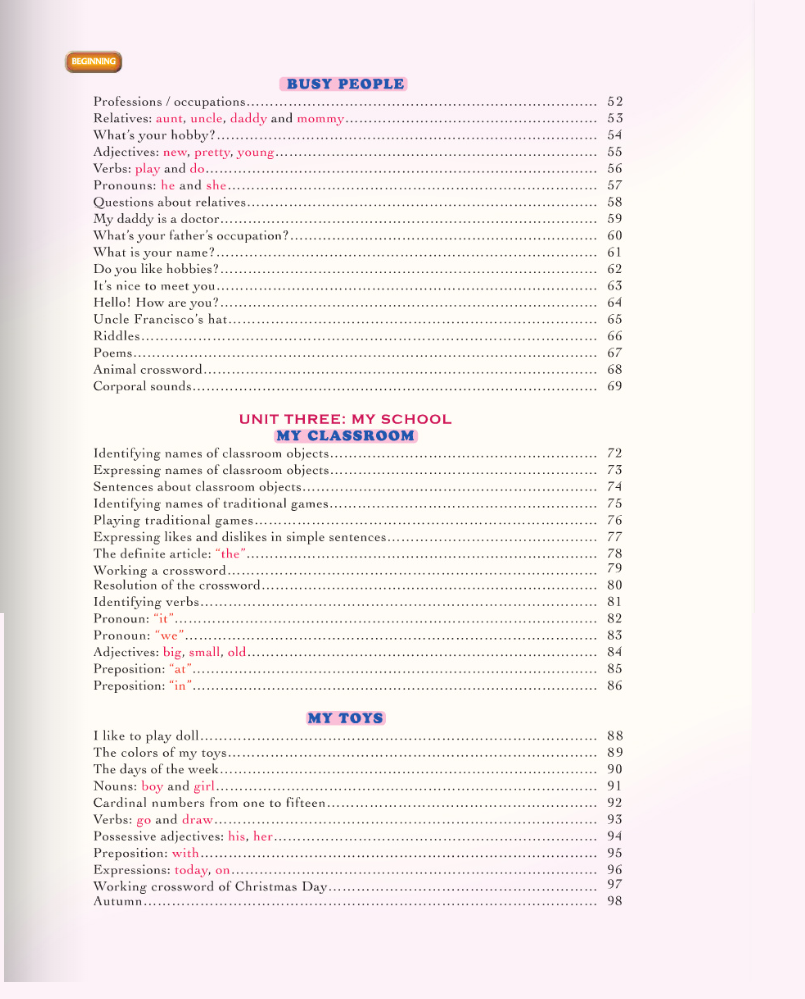 BEGINNING
BUSY PEOPLE
Professions / occupations........ 52
Relatives: aunt, uncle, daddy and mommy........ 53
What's your hobby?........ 54
Adjectives: new, pretty, young........ 55
Verbs: play and do........ 56
Pronouns: he and she........ 57
Questions about relatives........ 58
My daddy is a doctor........ 59
What's your father's occupation?........ 60
What is your name?........ 61
Do you like hobbies?........ 62
It's nice to meet you........ 63
Hello! How are you?........ 64
Uncle Francisco's hat........ 65
Riddles........ 66
Poems........ 67
Animal crossword........ 68
Corporal sounds........ 69
UNIT THREE: MY SCHOOL
MY CLASSROOM
Identifying names of classroom objects........ 72
Expressing names of classroom objects........ 73
Sentences about classroom objects........ 74
Identifying names of traditional games........ 75
Playing traditional games........ 76
Expressing likes and dislikes in simple sentences........ 77
The definite article: “the”........ 78
Working a crossword........ 79
Resolution of the crossword........ 80
Identifying verbs........ 81
Pronoun: “it”........ 82
Pronoun: “we”........ 83
Adjectives: big, small, old........ 84
Preposition: “at”........ 85
Preposition: “in”........ 86
MY TOYS
I like to play doll........ 88
The colors of my toys........ 89
The days of the week........ 90
Nouns: boy and girl........ 91
Cardinal numbers from one to fifteen........ 92
Verbs: go and draw........ 93
Possessive adjectives: his, her........ 94
Preposition: with........ 95
Expressions: today, on........ 96
Working crossword of Christmas Day........ 97
Autumn........ 98